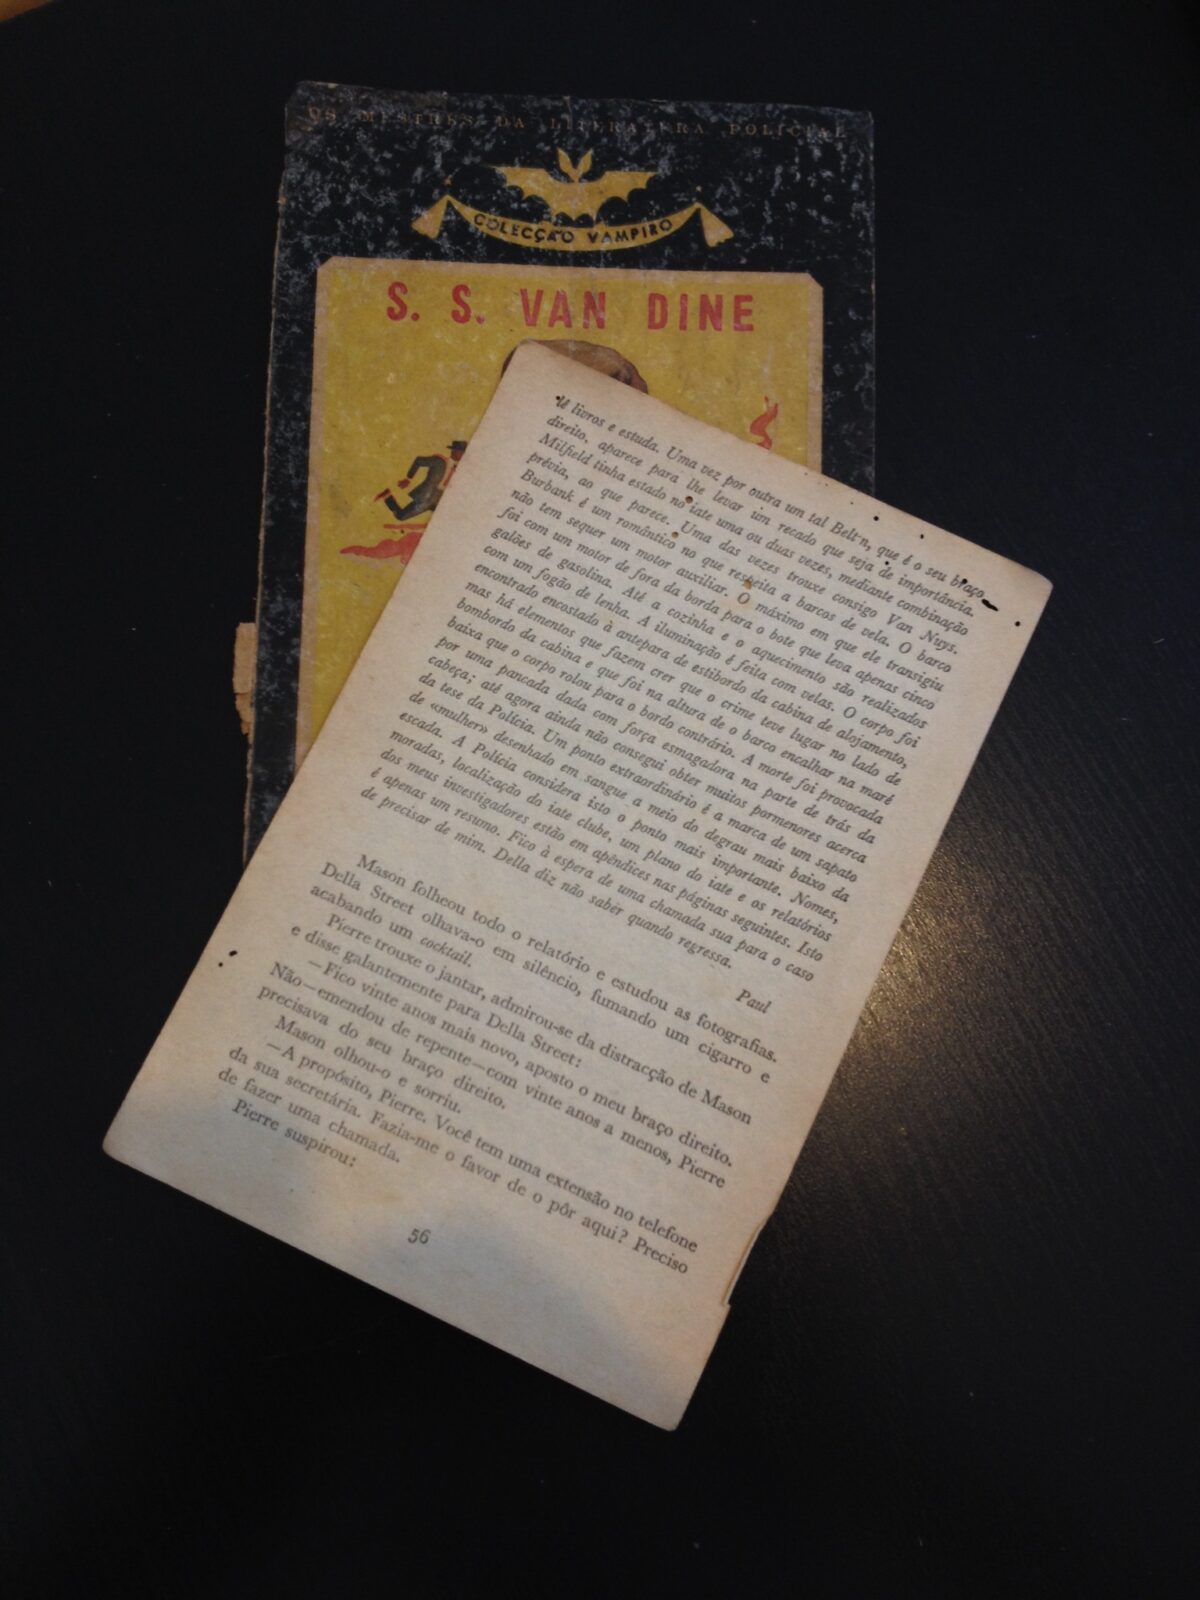 OS MESTRES DA LITERATURA POLICIAL
COLECÇÃO VAMPIRO
S. S. VAN DINE
lê livros e estuda. Uma vez por outra um tal Beltin, que é o seu braço
direito, aparece para lhe levar um recado que seja de importância.
Milfield tinha estado no iate uma ou duas vezes, mediante combinação
prévia, ao que parece. Uma das vezes trouxe consigo Van Nuys.
Burbank é um romântico no que respeita a barcos de vela. O barco
não tem sequer um motor auxiliar. O máximo em que ele transigiu
foi com um motor de fora da borda para o bote que leva apenas cinco
galões de gasolina. Até a cozinha e o aquecimento são realizados
com um fogão de lenha. A iluminação é feita com velas. O corpo foi
encontrado encostado à antepara de estibordo da cabina de alojamento,
mas há elementos que fazem crer que o crime teve lugar no lado de
bombordo da cabina e que foi na altura de o barco encalhar na maré
baixa que o corpo rolou para o bordo contrário. A morte foi provocada
por uma pancada dada com força esmagadora na parte de trás da
cabeça; até agora ainda não consegui obter muitos pormenores acerca
da tese da Polícia. Um ponto extraordinário é a marca de um sapato
de «mulher» desenhado em sangue a meio do degrau mais baixo da
escada. A Polícia considera isto o ponto mais importante. Nomes,
moradas, localização do iate clube, um plano do iate e os relatórios
dos meus investigadores estão em apêndices nas páginas seguintes. Isto
é apenas um resumo. Fico à espera de uma chamada sua para o caso
de precisar de mim. Della diz não saber quando regressa.
Paul
Mason folheou todo o relatório e estudou as fotografias.
Della Street olhava-o em silêncio, fumando um cigarro e
acabando um cocktail.
Pierre trouxe o jantar, admirou-se da distracção de Mason
e disse galantemente para Della Street:
—Fico vinte anos mais novo, aposto o meu braço direito.
Não—emendou de repente—com vinte anos a menos, Pierre
precisava do seu braço direito.
Mason olhou-o e sorriu.
—A propósito, Pierre. Você tem uma extensão no telefone
da sua secretária. Fazia-me o favor de o pôr aqui? Preciso
de fazer uma chamada.
Pierre suspirou:
56